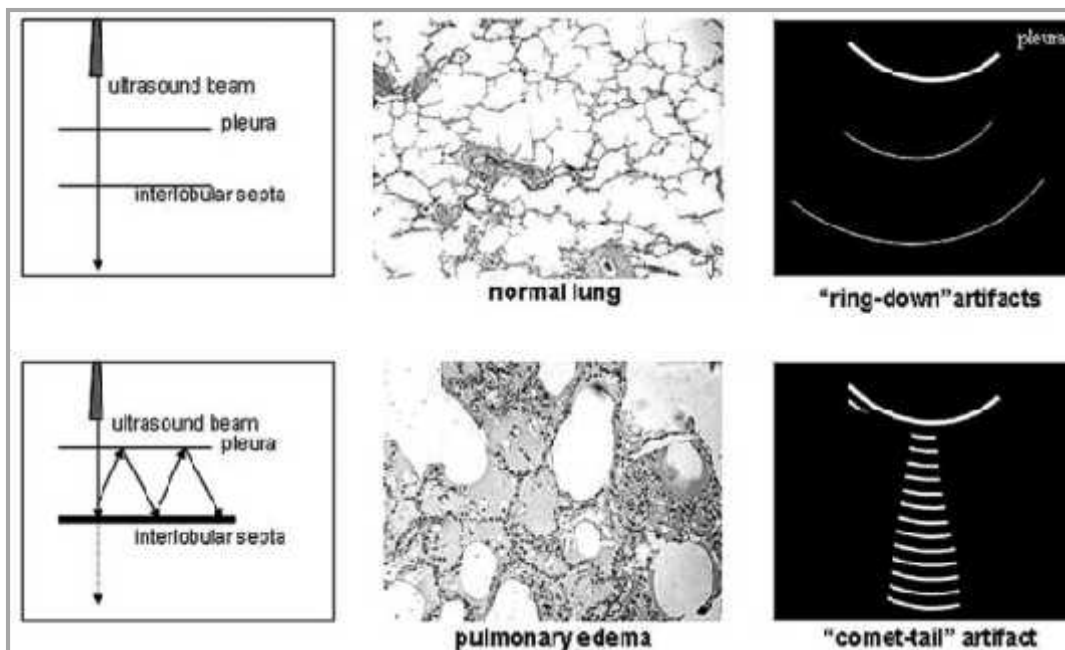 ultrasound beam
pleura
interlobular septa
normal lung
pleura
"ring-down" artifacts
ultrasound beam
pleura
interlobular septa
pulmonary edema
"comet-tail" artifact